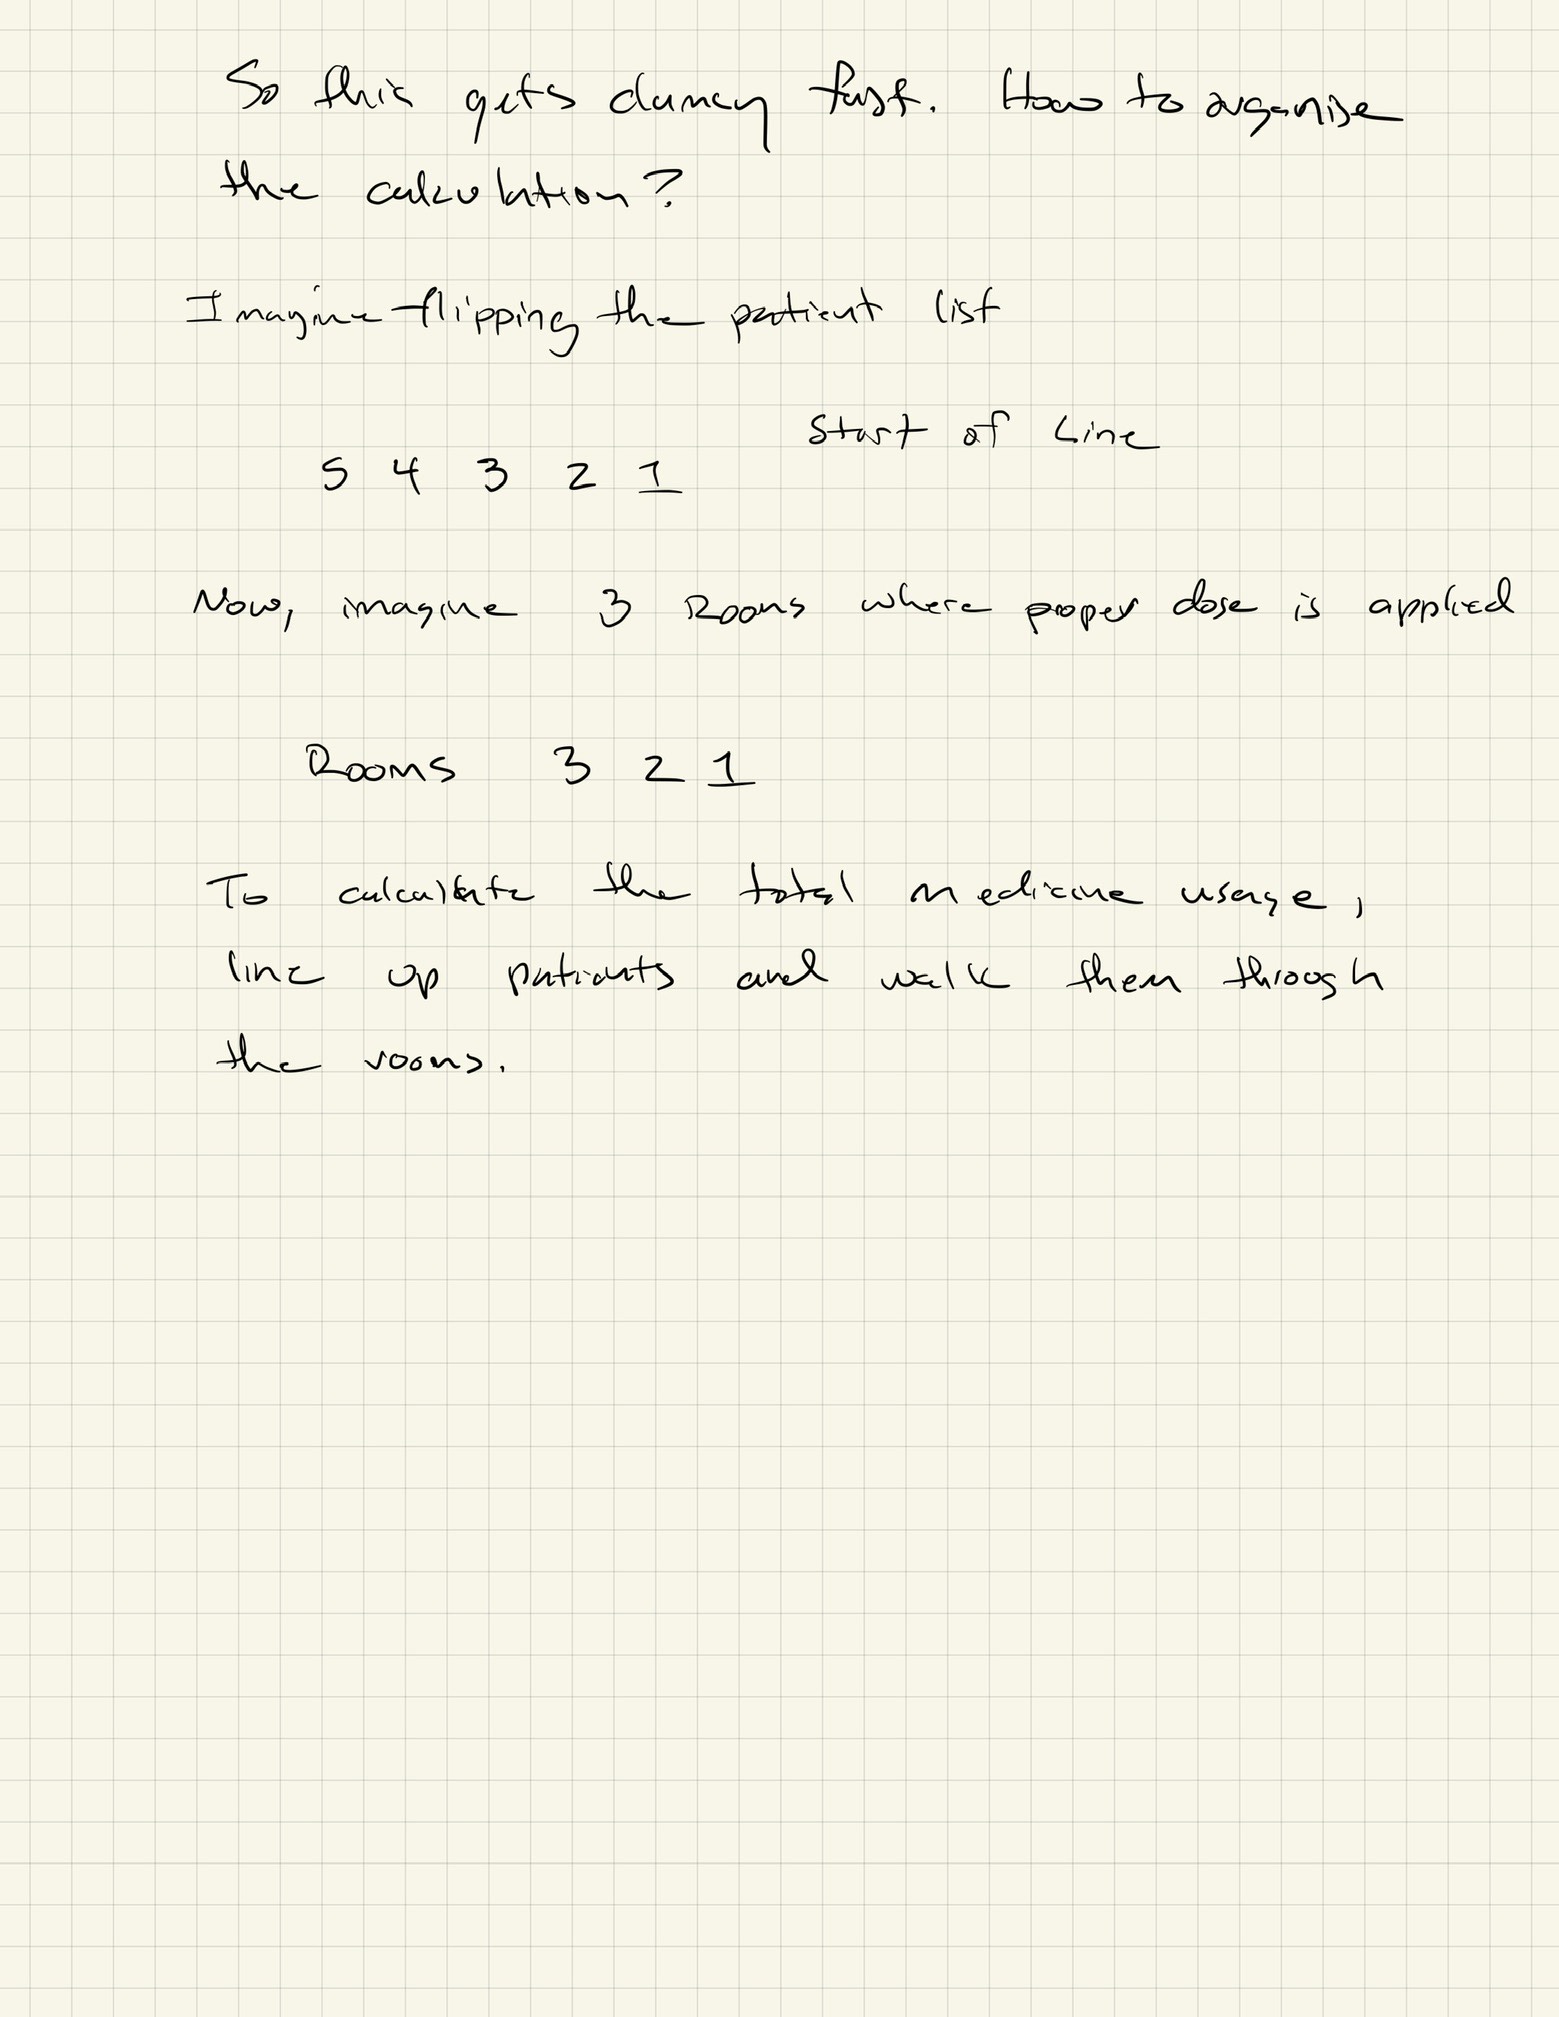 So this gets clumsy fast. How to organise
the calculation?
Imagine flipping the patient list
Start of Line
5 4 3 2 1
Now, imagine 3 Rooms where proper dose is applied
Rooms 3 2 1
To calculate the total medicine usage,
line up patients and walk them through
the rooms.